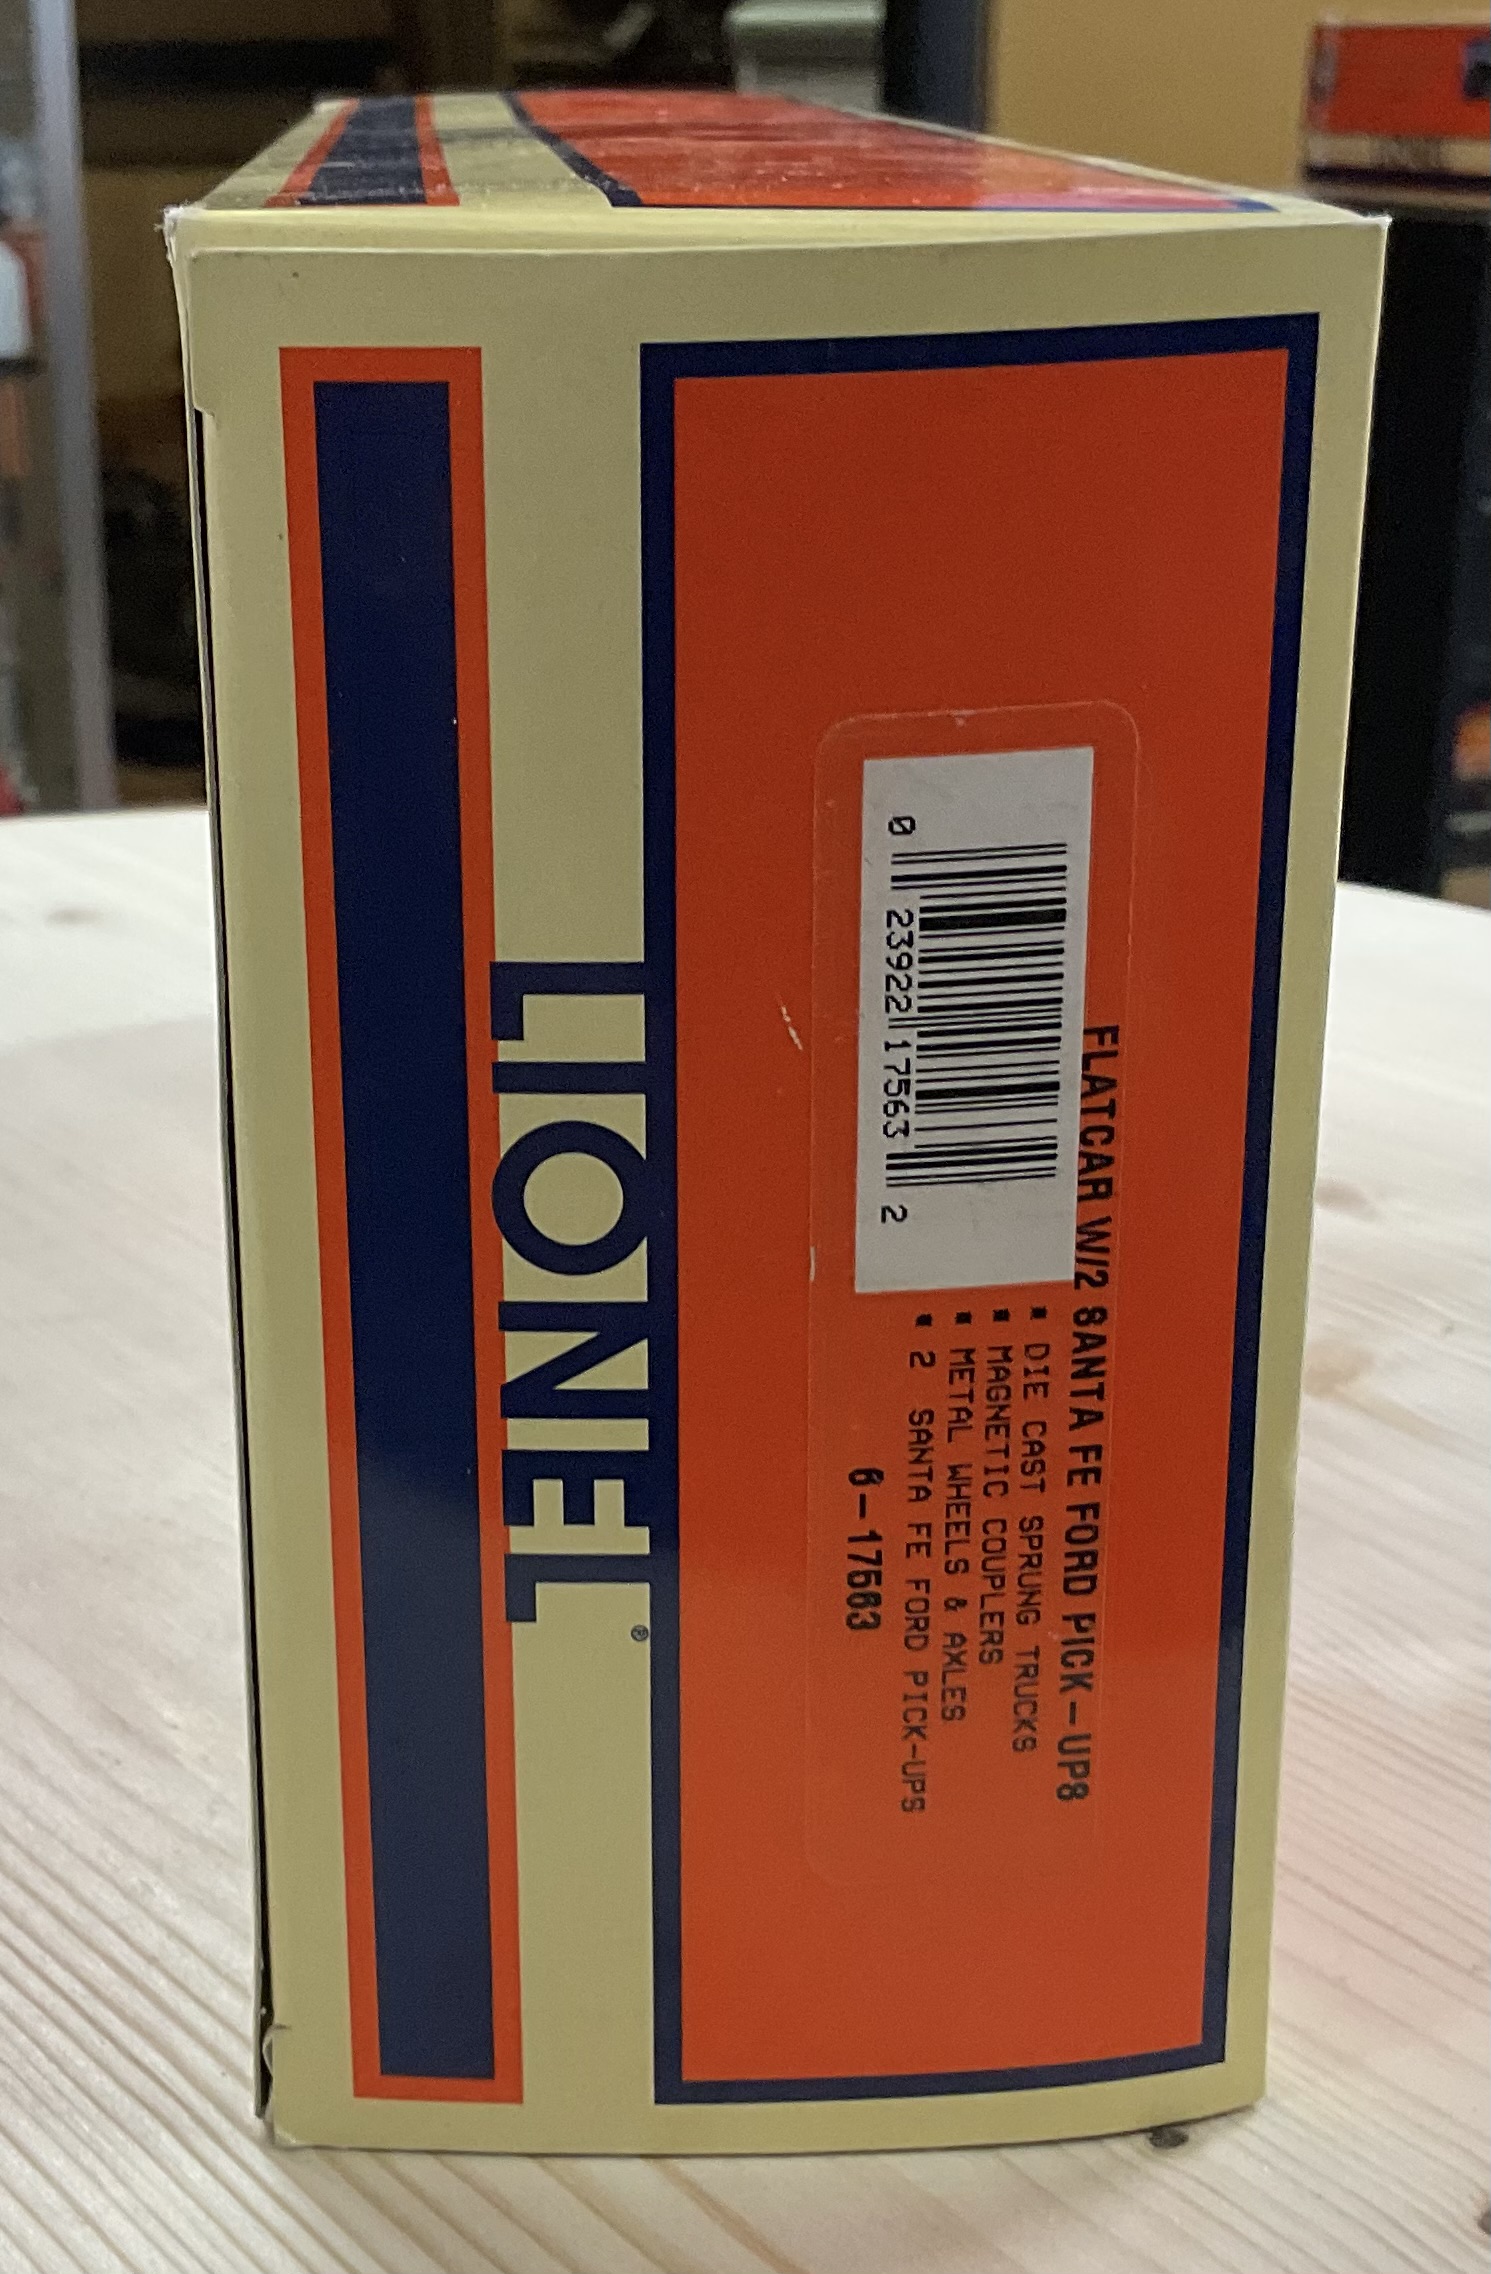 LIONEL®
FLATCAR W/2 SANTA FE FORD PICK-UPS
▪ DIE CAST SPRUNG TRUCKS
▪ MAGNETIC COUPLERS
▪ METAL WHEELS & AXLES
▪ 2 SANTA FE FORD PICK-UPS
6-17563
0 23922 17563 2